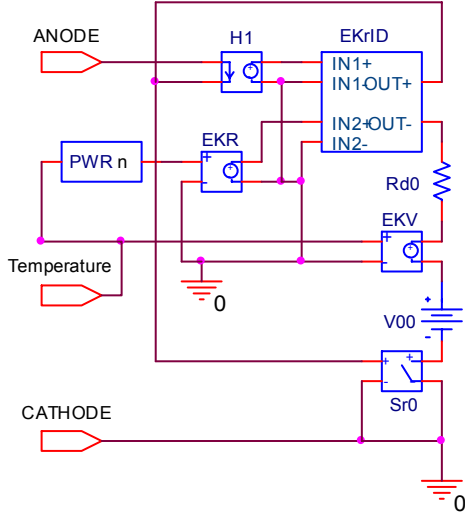 ANODE
H1
EKrID
IN1+
IN1-OUT+
IN2+OUT-
IN2-
EKR
PWR n
+
-
Rd0
EKV
+
-
Temperature
0
+
V00
-
+ +
- -
Sr0
CATHODE
0